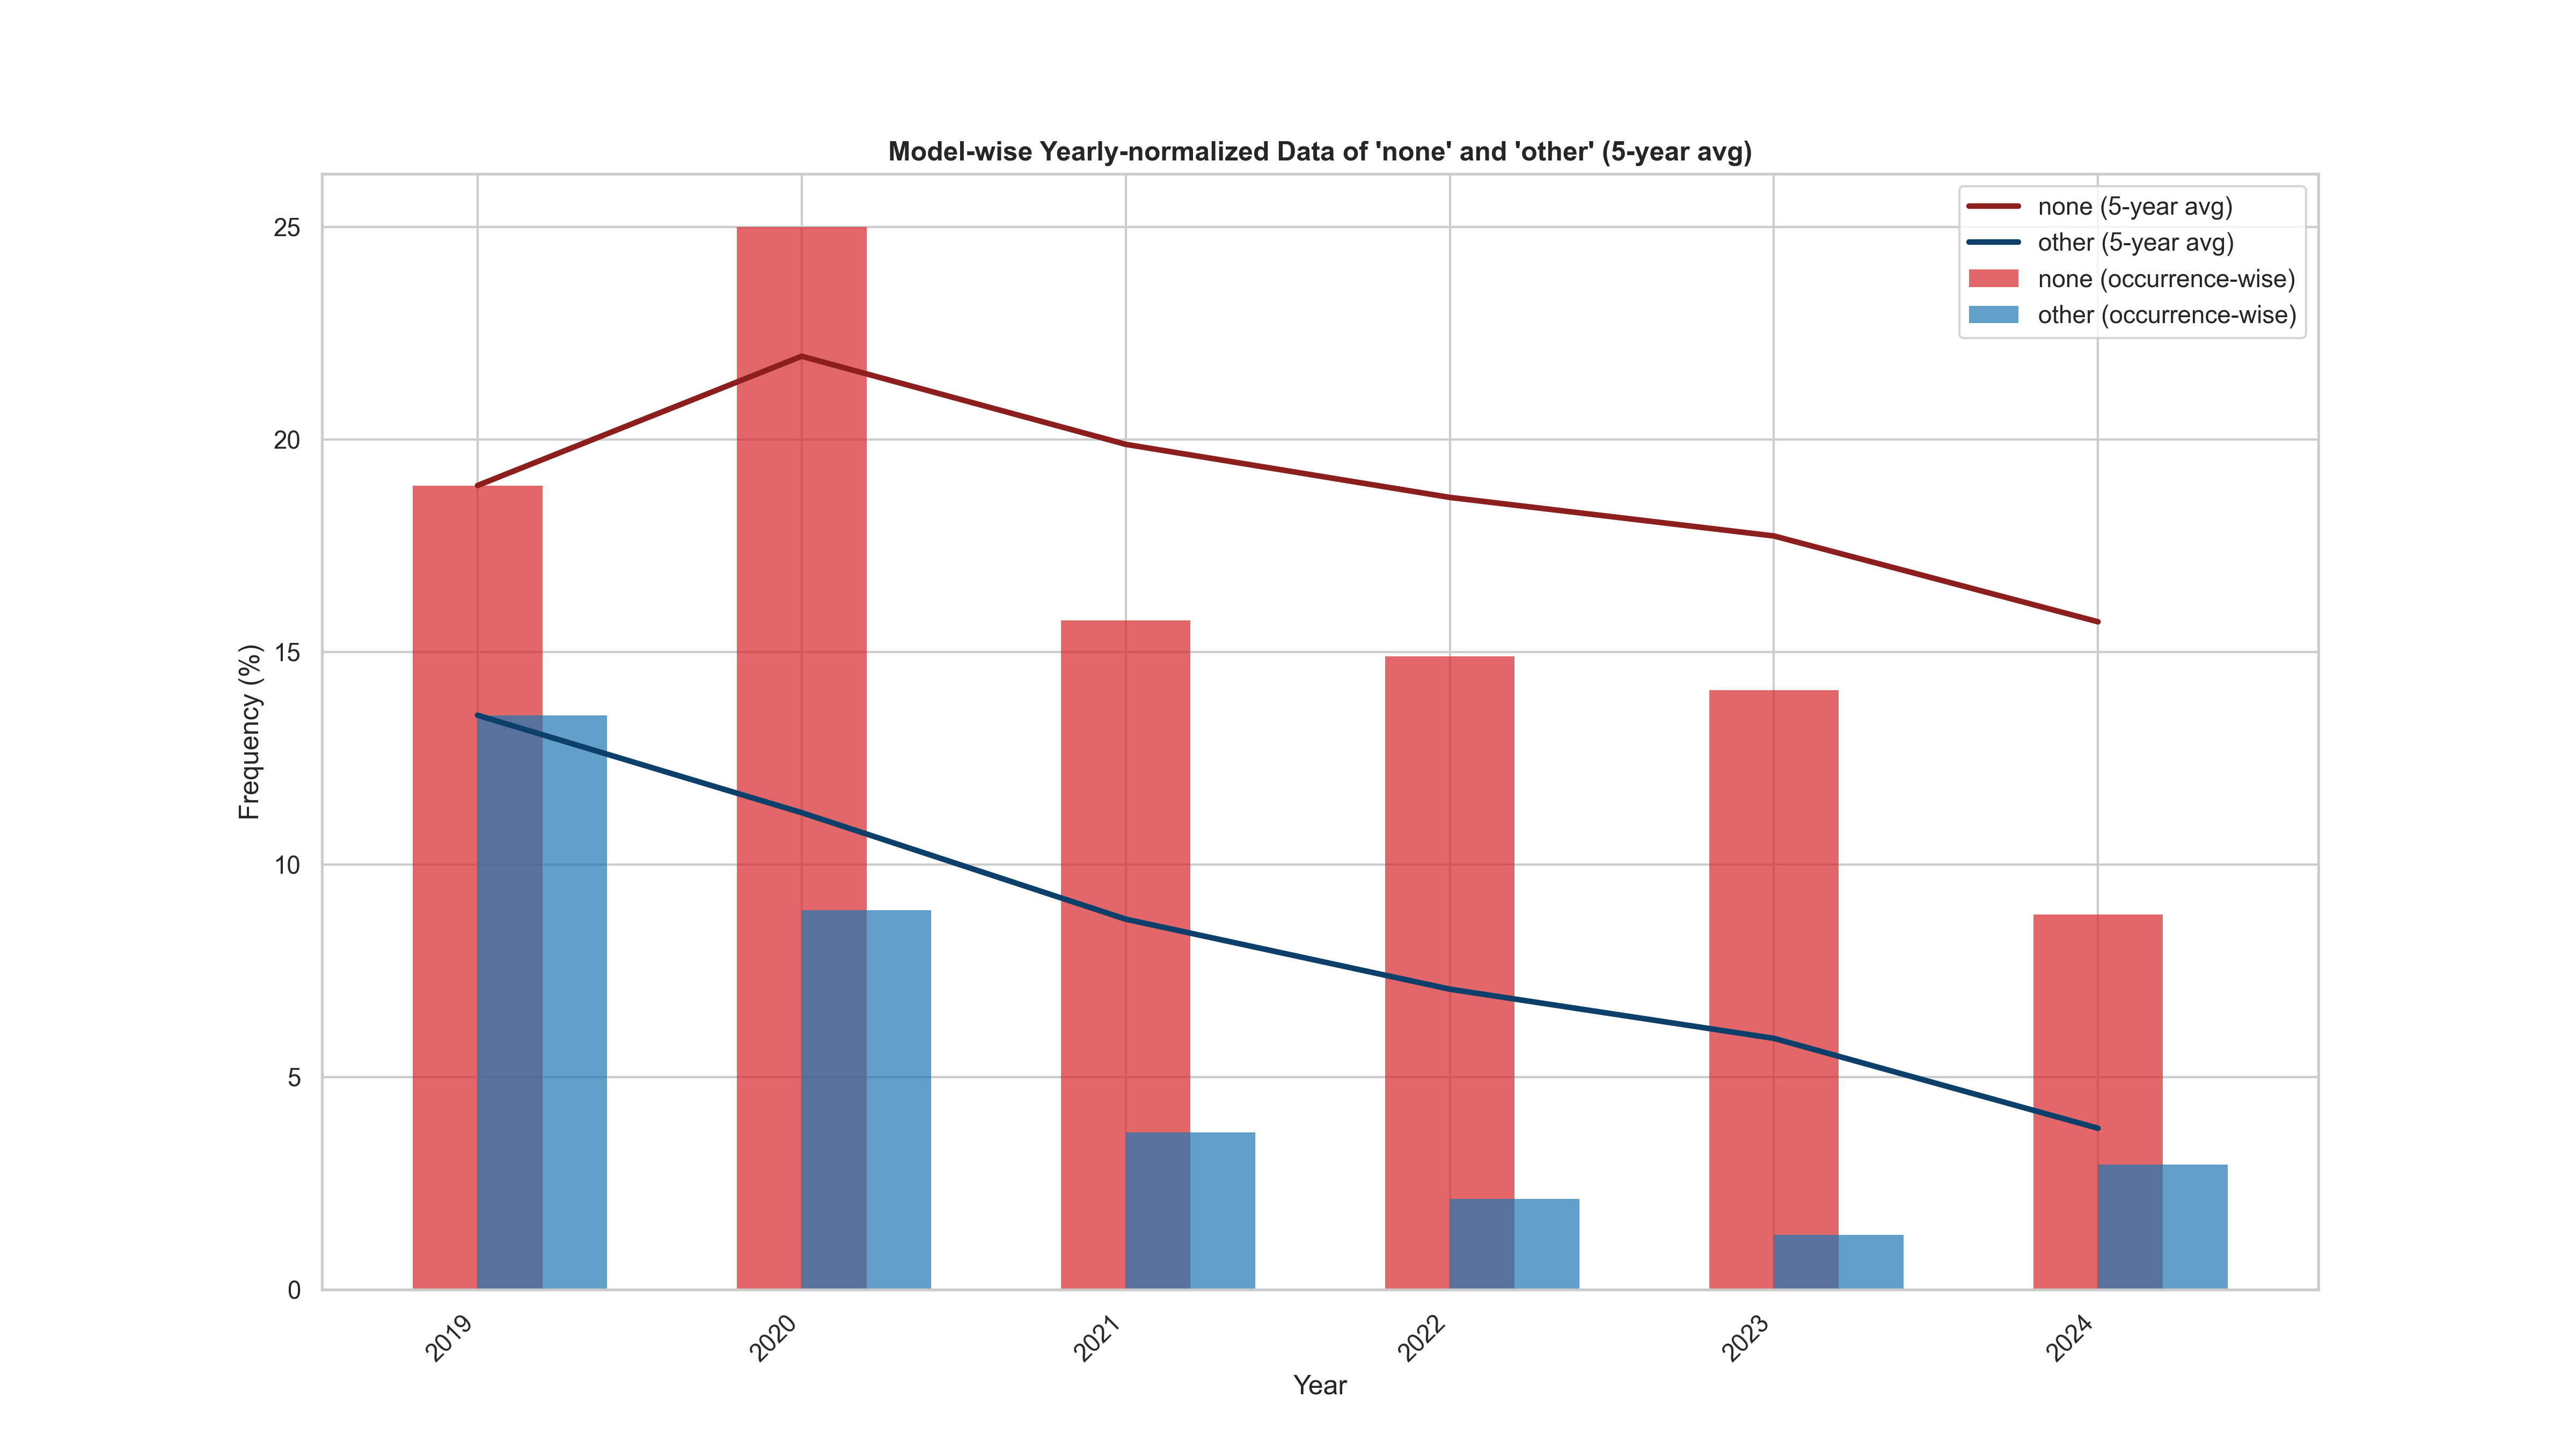 Model-wise Yearly-normalized Data of 'none' and 'other' (5-year avg)
none (5-year avg)
other (5-year avg)
none (occurrence-wise)
other (occurrence-wise)
Frequency (%)
25
20
15
10
5
0
2019
2020
2021
2022
2023
2024
Year